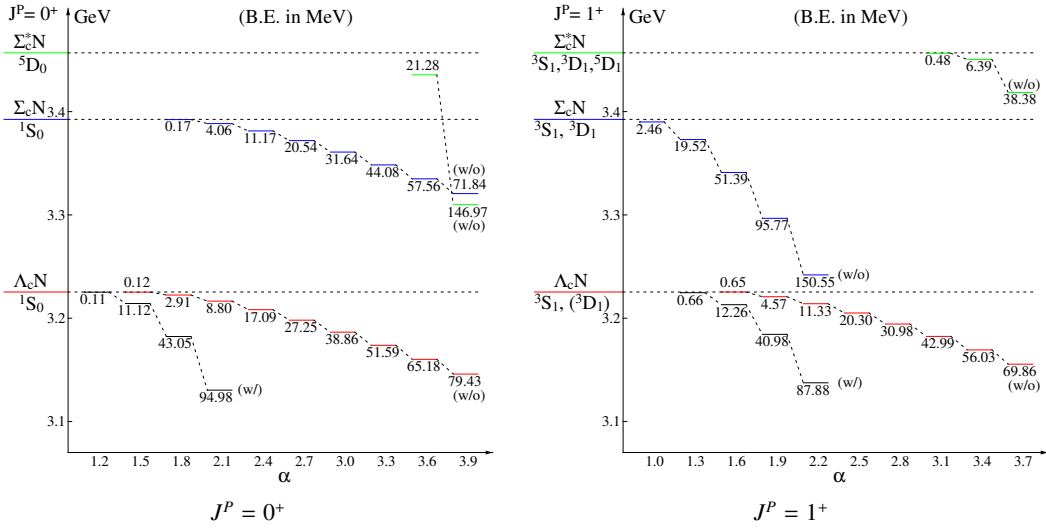 J^P= 0^+
GeV
(B.E. in MeV)
Σ_c^*N
^5D_0
21.28
Σ_cN
^1S_0
3.4
0.17
4.06
11.17
20.54
31.64
44.08
57.56
(w/o)
71.84
146.97
(w/o)
3.3
Λ_cN
^1S_0
0.11
0.12
11.12
2.91
8.80
17.09
27.25
38.86
51.59
65.18
79.43
(w/o)
3.2
43.05
94.98
(w/)
3.1
1.2 1.5 1.8 2.1 2.4 2.7 3.0 3.3 3.6 3.9
α
J^P = 0^+
J^P= 1^+
GeV
(B.E. in MeV)
Σ_c^*N
^3S_1,^3D_1,^5D_1
0.48
6.39
(w/o)
38.38
Σ_cN
^3S_1, ^3D_1
3.4
2.46
19.52
51.39
95.77
150.55
(w/o)
3.3
Λ_cN
^3S_1, (^3D_1)
0.66
0.65
12.26
4.57
11.33
20.30
30.98
42.99
56.03
69.86
(w/o)
3.2
40.98
87.88
(w/)
3.1
1.0 1.3 1.6 1.9 2.2 2.5 2.8 3.1 3.4 3.7
α
J^P = 1^+